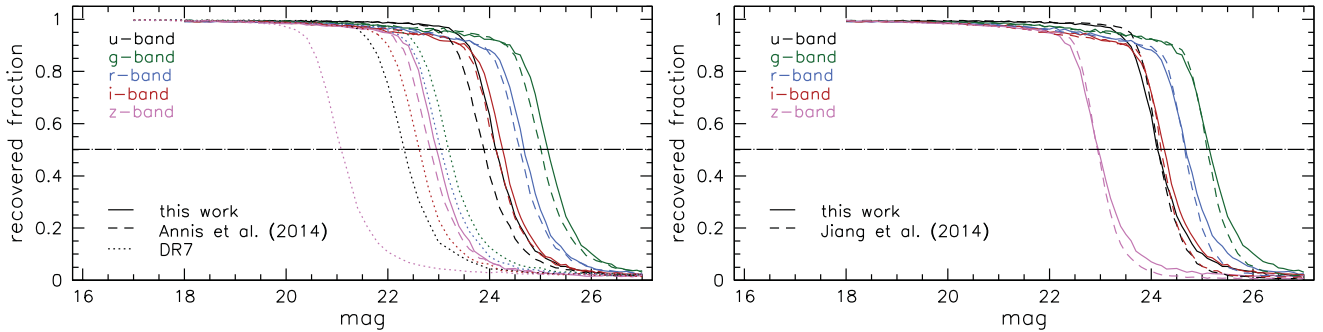 recovered fraction
1
0.8
0.6
0.4
0.2
0
u-band
g-band
r-band
i-band
z-band
this work
Annis et al. (2014)
DR7
16 18 20 22 24 26
mag
recovered fraction
1
0.8
0.6
0.4
0.2
0
u-band
g-band
r-band
i-band
z-band
this work
Jiang et al. (2014)
16 18 20 22 24 26
mag